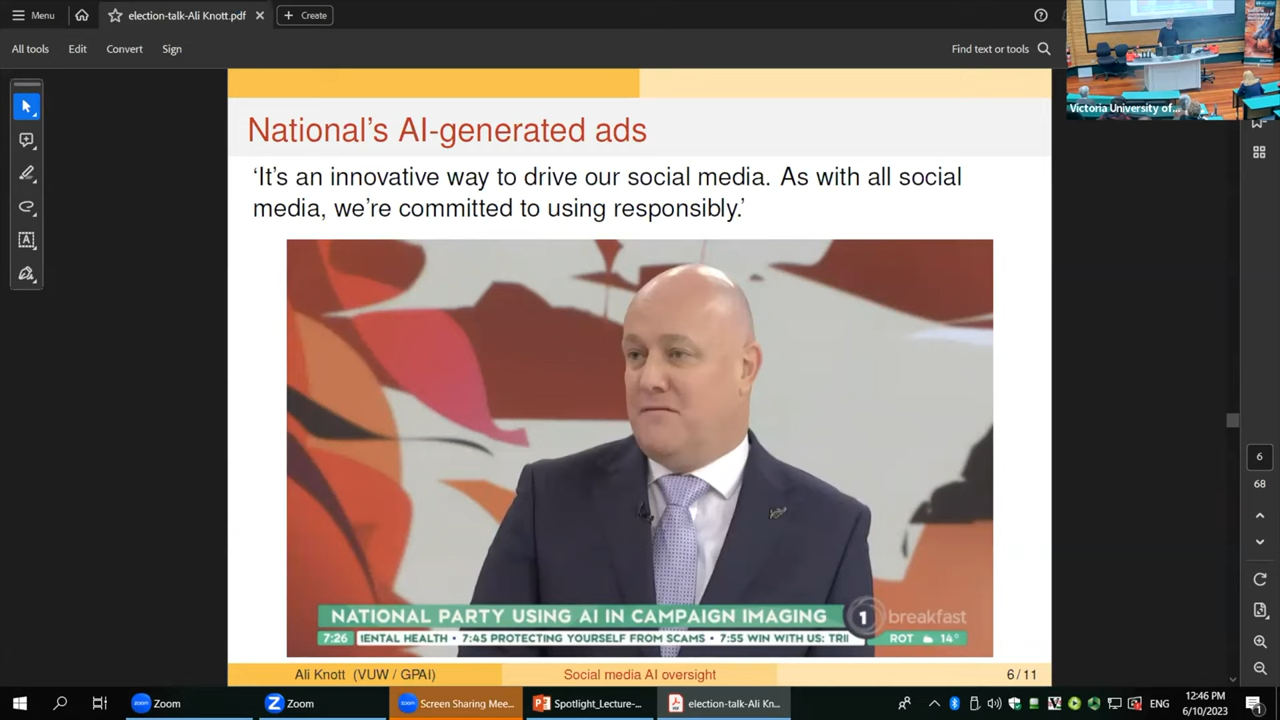 Menu
election-talk-Ali Knott.pdf
Create
All tools
Edit
Convert
Sign
Find text or tools
Victoria University of...
National's AI-generated ads
‘It's an innovative way to drive our social media. As with all social
media, we're committed to using responsibly.’
NATIONAL PARTY USING AI IN CAMPAIGN IMAGING
1 breakfast
7:26
IENTAL HEALTH • 7:45 PROTECTING YOURSELF FROM SCAMS • 7:55 WIN WITH US: TRII
ROT 14°
Ali Knott (VUW / GPAI)
Social media AI oversight
6 / 11
6
68
Zoom
Zoom
Screen Sharing Mee...
Spotlight_Lecture-...
election-talk-Ali Kn...
ENG
12:46 PM
6/10/2023
1